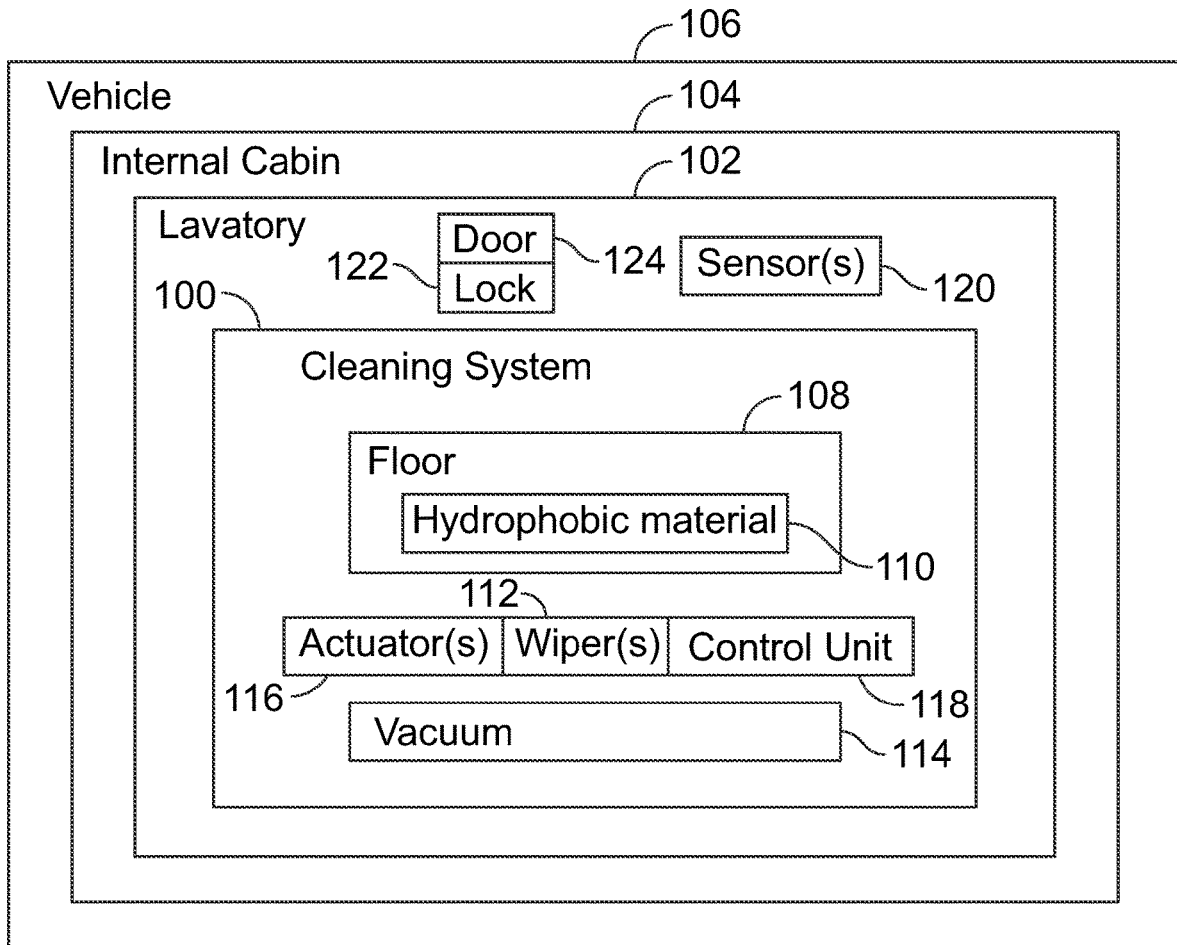 106
Vehicle
104
Internal Cabin
102
Lavatory
Door
124
Sensor(s)
122
Lock
120
100
Cleaning System
108
Floor
Hydrophobic material
110
112
Actuator(s) Wiper(s) Control Unit
116
118
Vacuum
114